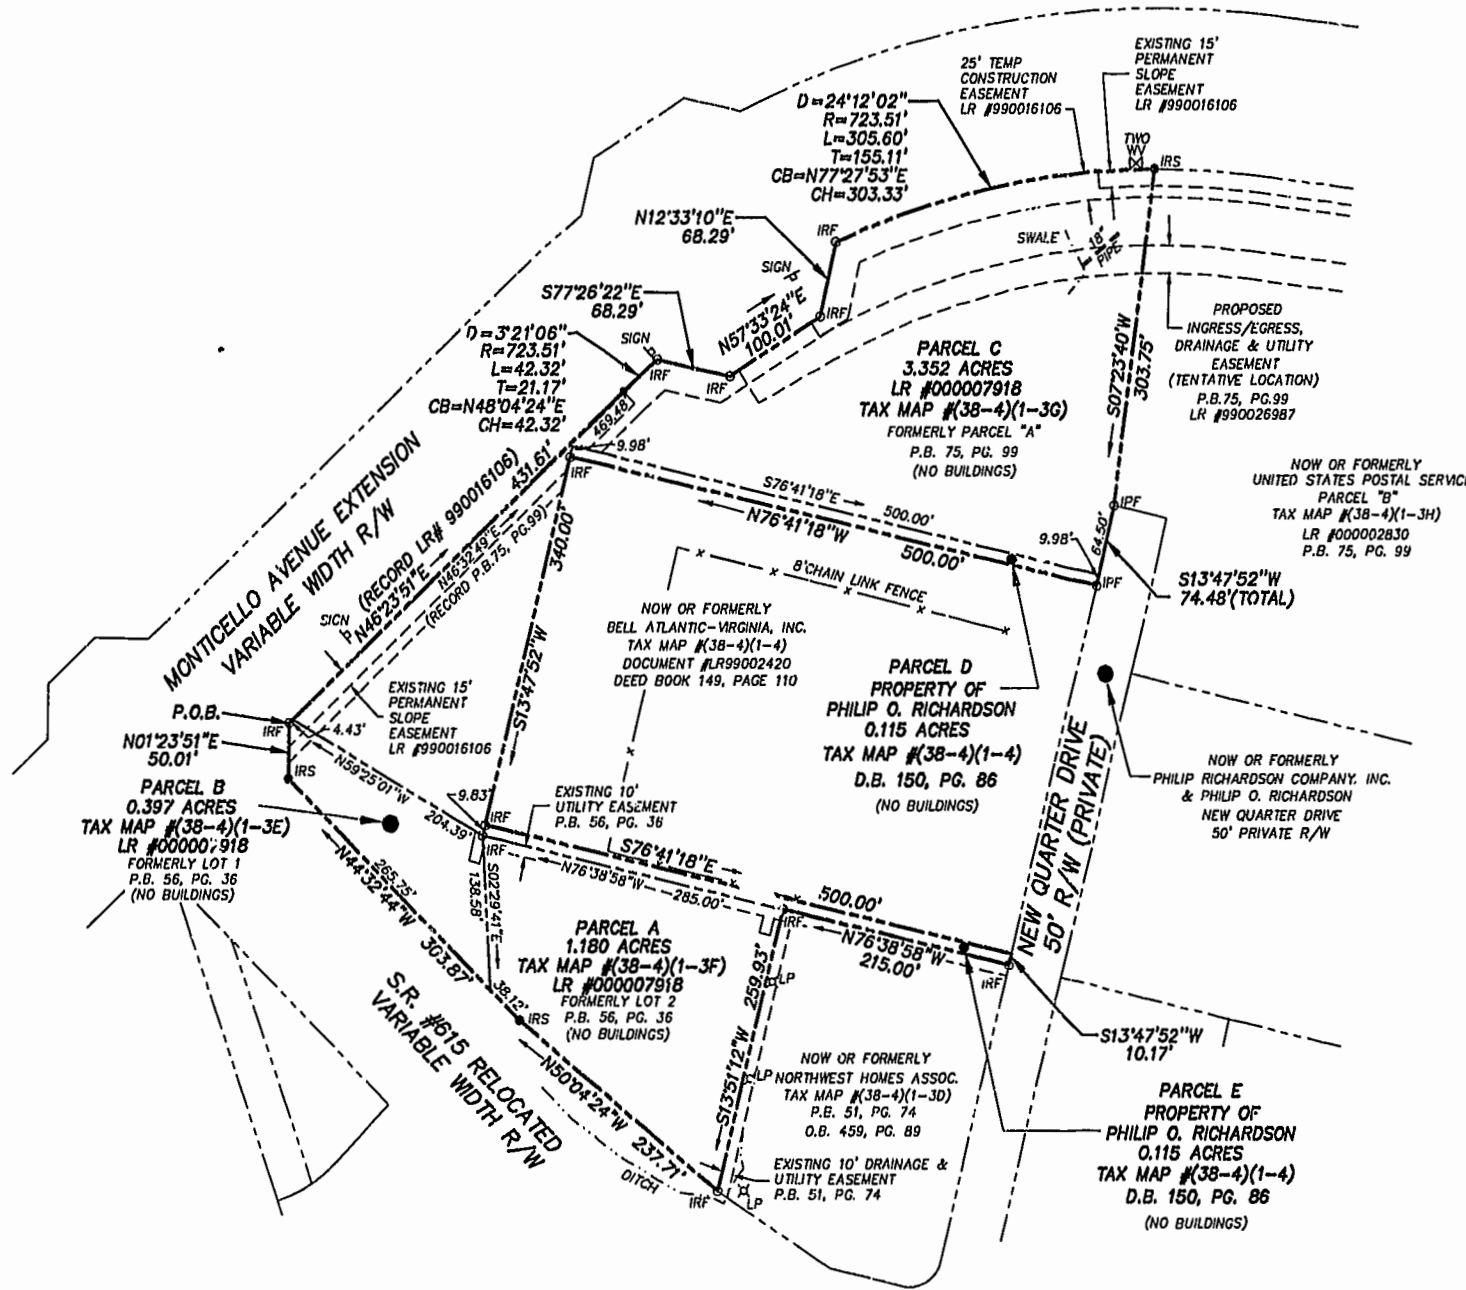 EXISTING 15'
PERMANENT
SLOPE
EASEMENT
LR #990016106
25' TEMP
CONSTRUCTION
EASEMENT
LR #990016106
D=24°12'02"
R=723.51'
L=305.60'
T=155.11'
CB=N77°27'53"E
CH=303.33'
TWO
WV
IRS
N12°33'10"E
68.29'
IRF
SWALE
18"
PIPE
SIGN
S77°26'22"E
68.29'
IRF
N57°33'24"E
100.01'
D=3°21'06"
R=723.51'
L=42.32'
T=21.17'
CB=N48°04'24"E
CH=42.32'
SIGN
IRF
IRF
PROPOSED
INGRESS/EGRESS,
DRAINAGE & UTILITY
EASEMENT
(TENTATIVE LOCATION)
P.B.75, PG.99
LR #990026987
S07°23'40"W
303.75'
PARCEL C
3.352 ACRES
LR #000007918
TAX MAP #(38-4)(1-3G)
FORMERLY PARCEL "A"
P.B. 75, PG. 99
(NO BUILDINGS)
469.48'
9.98'
IRF
S76°41'18"E
500.00'
N76°41'18"W
500.00'
NOW OR FORMERLY
UNITED STATES POSTAL SERVICE
PARCEL "B"
TAX MAP #(38-4)(1-3H)
LR #000002830
P.B. 75, PG. 99
IPF
64.50'
9.98'
IPF
S13°47'52"W
74.48'(TOTAL)
MONTICELLO AVENUE EXTENSION
VARIABLE WIDTH R/W
(RECORD LR# 990016106)
N46°23'51"E
431.61'
N46°32'49"E
(RECORD P.B.75, PG.99)
SIGN
340.00'
S13°47'52"W
8'CHAIN LINK FENCE
NOW OR FORMERLY
BELL ATLANTIC-VIRGINIA, INC.
TAX MAP #(38-4)(1-4)
DOCUMENT #LR99002420
DEED BOOK 149, PAGE 110
PARCEL D
PROPERTY OF
PHILIP O. RICHARDSON
0.115 ACRES
TAX MAP #(38-4)(1-4)
D.B. 150, PG. 86
(NO BUILDINGS)
NEW QUARTER DRIVE
50' R/W (PRIVATE)
NOW OR FORMERLY
PHILIP RICHARDSON COMPANY, INC.
& PHILIP O. RICHARDSON
NEW QUARTER DRIVE
50' PRIVATE R/W
P.O.B.
IRF
4.43'
EXISTING 15'
PERMANENT
SLOPE
EASEMENT
LR #990016106
N01°23'51"E
50.01'
IRS
N59°25'01"W
204.39'
PARCEL B
0.397 ACRES
TAX MAP #(38-4)(1-3E)
LR #000007918
FORMERLY LOT 1
P.B. 56, PG. 36
(NO BUILDINGS)
9.83'
IRF
IRF
EXISTING 10'
UTILITY EASEMENT
P.B. 56, PG. 36
S76°41'18"E
500.00'
N76°38'58"W
285.00'
IRF
N76°38'58"W
215.00'
IRF
265.75'
N44°32'44"W
303.87'
S02°29'41"E
138.58'
38.12'
IRS
PARCEL A
1.180 ACRES
TAX MAP #(38-4)(1-3F)
LR #000007918
FORMERLY LOT 2
P.B. 56, PG. 36
(NO BUILDINGS)
259.93'
S13°51'12"W
LP
LP
LP
S13°47'52"W
10.17'
S.R. #615 RELOCATED
VARIABLE WIDTH R/W
N50°04'24"W
237.71'
DITCH
IRF
NOW OR FORMERLY
NORTHWEST HOMES ASSOC.
TAX MAP #(38-4)(1-3D)
P.B. 51, PG. 74
O.B. 459, PG. 89
EXISTING 10' DRAINAGE &
UTILITY EASEMENT
P.B. 51, PG. 74
PARCEL E
PROPERTY OF
PHILIP O. RICHARDSON
0.115 ACRES
TAX MAP #(38-4)(1-4)
D.B. 150, PG. 86
(NO BUILDINGS)